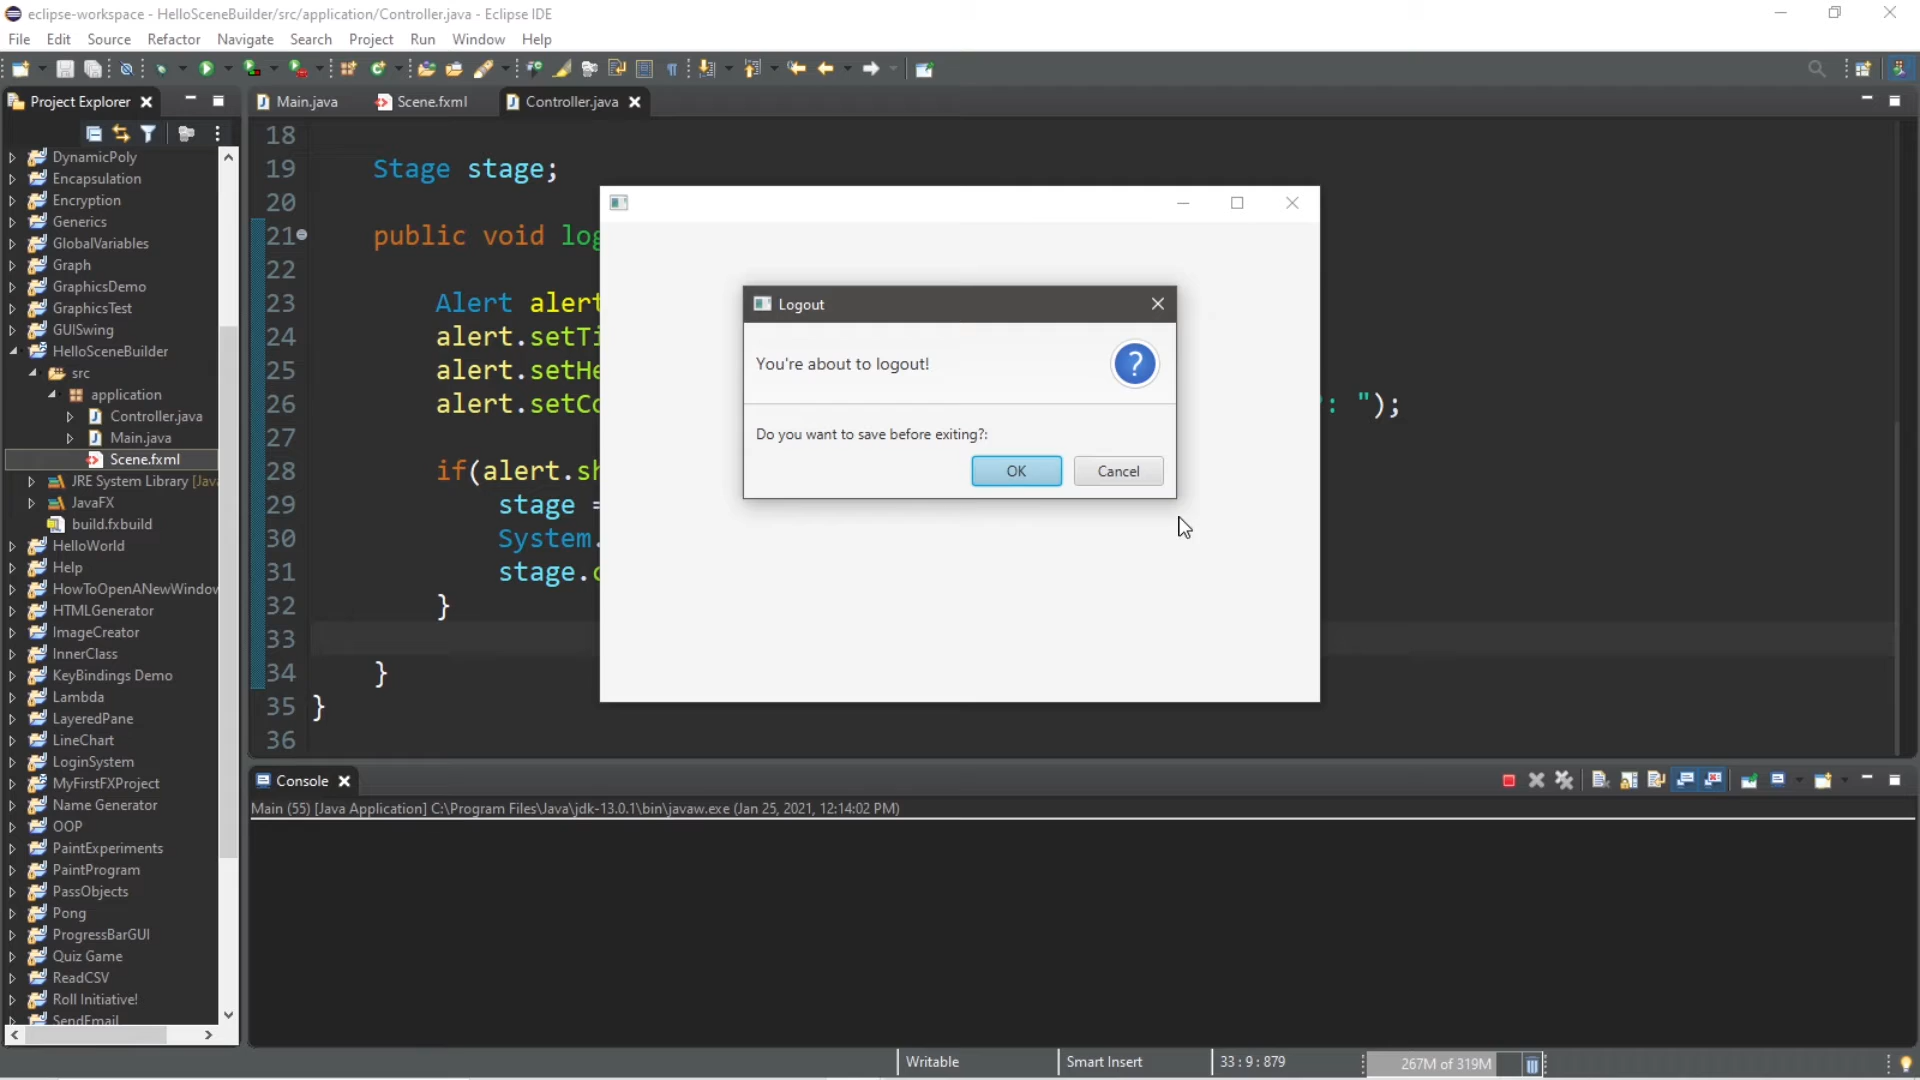 eclipse-workspace - HelloSceneBuilder/src/application/Controller.java - Eclipse IDE
File Edit Source Refactor Navigate Search Project Run Window Help
Project Explorer
Main.java Scene.fxml Controller.java
DynamicPoly
Encapsulation
Encryption
Generics
GlobalVariables
Graph
GraphicsDemo
GraphicsTest
GUISwing
HelloSceneBuilder
src
application
Controller.java
Main.java
Scene.fxml
JRE System Library [Java
JavaFX
build.fxbuild
HelloWorld
Help
HowToOpenANewWindow
HTMLGenerator
ImageCreator
InnerClass
KeyBindings Demo
Lambda
LayeredPane
LineChart
LoginSystem
MyFirstFXProject
Name Generator
OOP
PaintExperiments
PaintProgram
PassObjects
Pong
ProgressBarGUI
Quiz Game
ReadCSV
Roll Initiative!
SendEmail
18
19 Stage stage;
20
21 public void log
22
23 Alert alert
24 alert.setTi
25 alert.setHe
26 alert.setCo : ");
27
28 if(alert.sh
29 stage =
30 System.
31 stage.c
32 }
33
34 }
35 }
36
Logout
You're about to logout!
?
Do you want to save before exiting?:
OK Cancel
Console
Main (55) [Java Application] C:\Program Files\Java\jdk-13.0.1\bin\javaw.exe (Jan 25, 2021, 12:14:02 PM)
Writable Smart Insert 33 : 9 : 879 267M of 319M